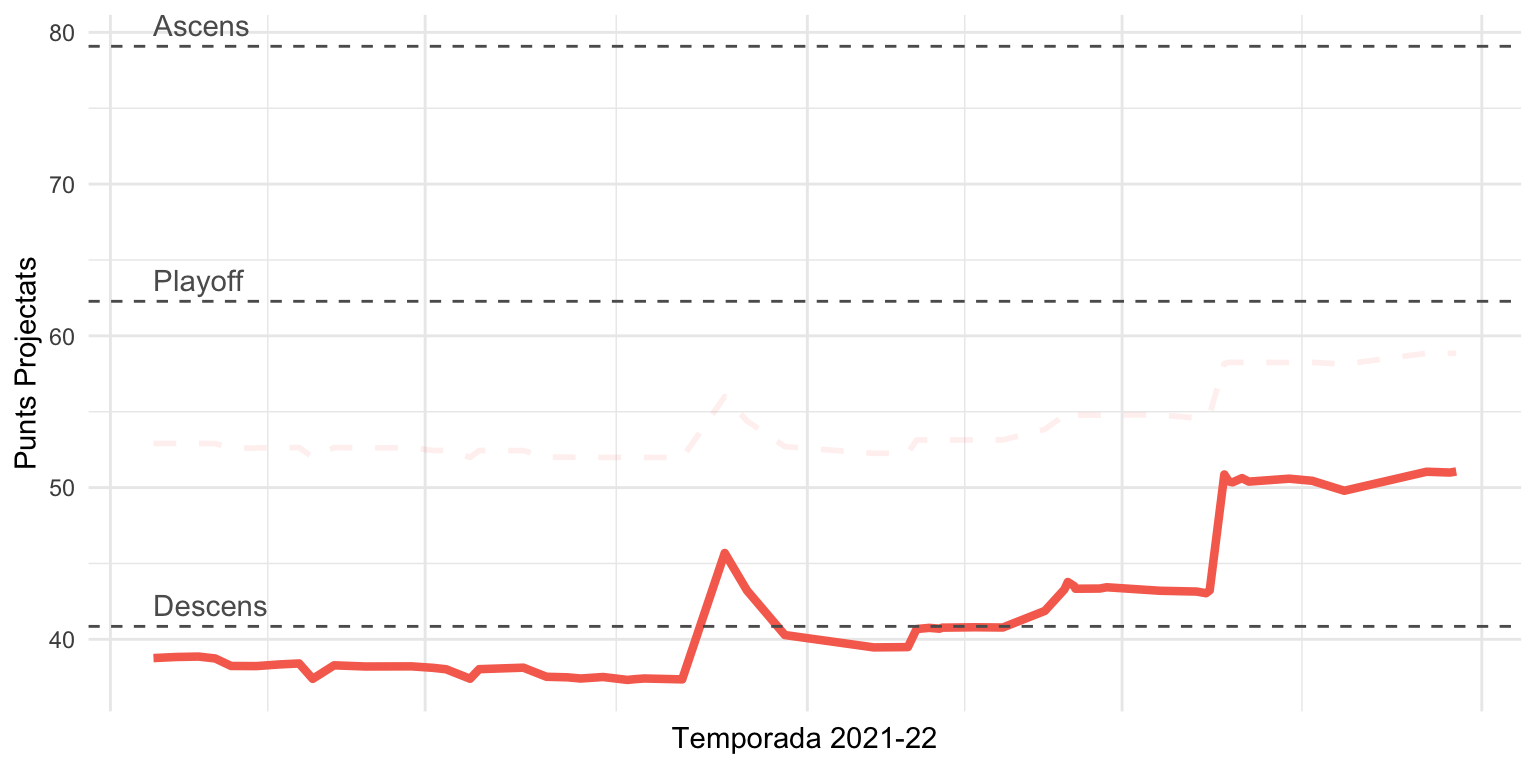 Ascens
80
70
Playoff
60
50
Descens
40
Punts Projectats
Temporada 2021-22